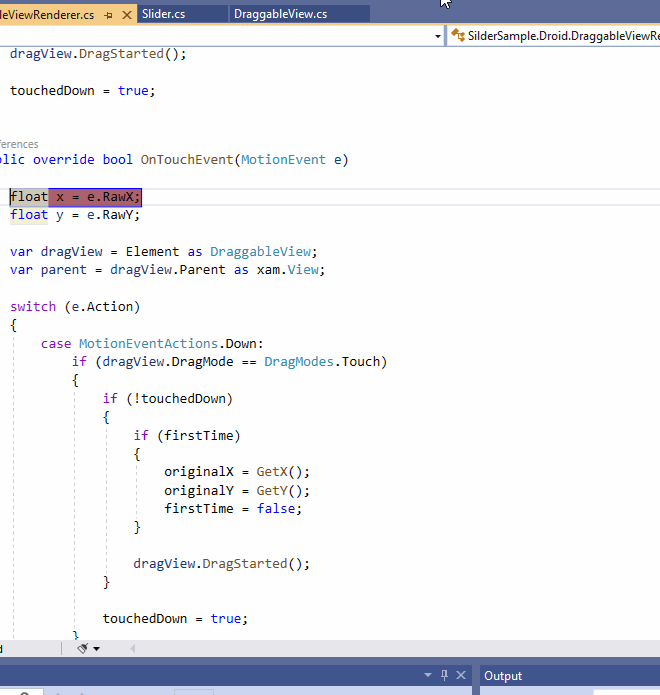 leViewRenderer.cs Slider.cs DraggableView.cs
SilderSample.Droid.DraggableViewRe
dragView.DragStarted();
touchedDown = true;
ferences
blic override bool OnTouchEvent(MotionEvent e)
float x = e.RawX;
float y = e.RawY;
var dragView = Element as DraggableView;
var parent = dragView.Parent as xam.View;
switch (e.Action)
{
case MotionEventActions.Down:
if (dragView.DragMode == DragModes.Touch)
{
if (!touchedDown)
{
if (firstTime)
{
originalX = GetX();
originalY = GetY();
firstTime = false;
}
dragView.DragStarted();
}
touchedDown = true;
}
d
Output